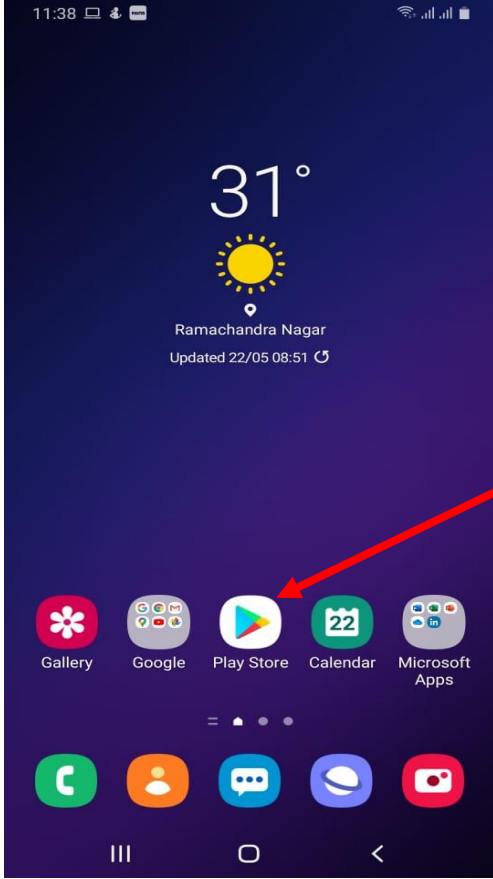 11:38
31°
Ramachandra Nagar
Updated 22/05 08:51
22
Gallery
Google
Play Store
Calendar
Microsoft
Apps